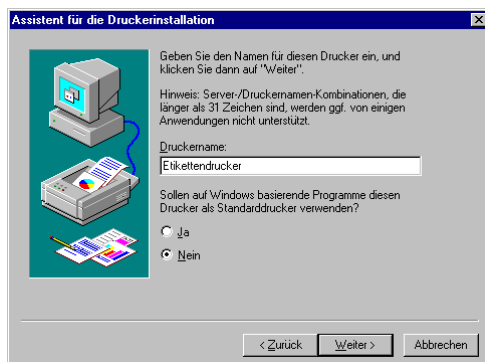 Assistent für die Druckerinstallation
Geben Sie den Namen für diesen Drucker ein, und
klicken Sie dann auf "Weiter".
Hinweis: Server-/Druckernamen-Kombinationen, die
länger als 31 Zeichen sind, werden ggf. von einigen
Anwendungen nicht unterstützt.
Druckername:
Etikettendrucker
Sollen auf Windows basierende Programme diesen
Drucker als Standarddrucker verwenden?
Ja
Nein
< Zurück
Weiter >
Abbrechen